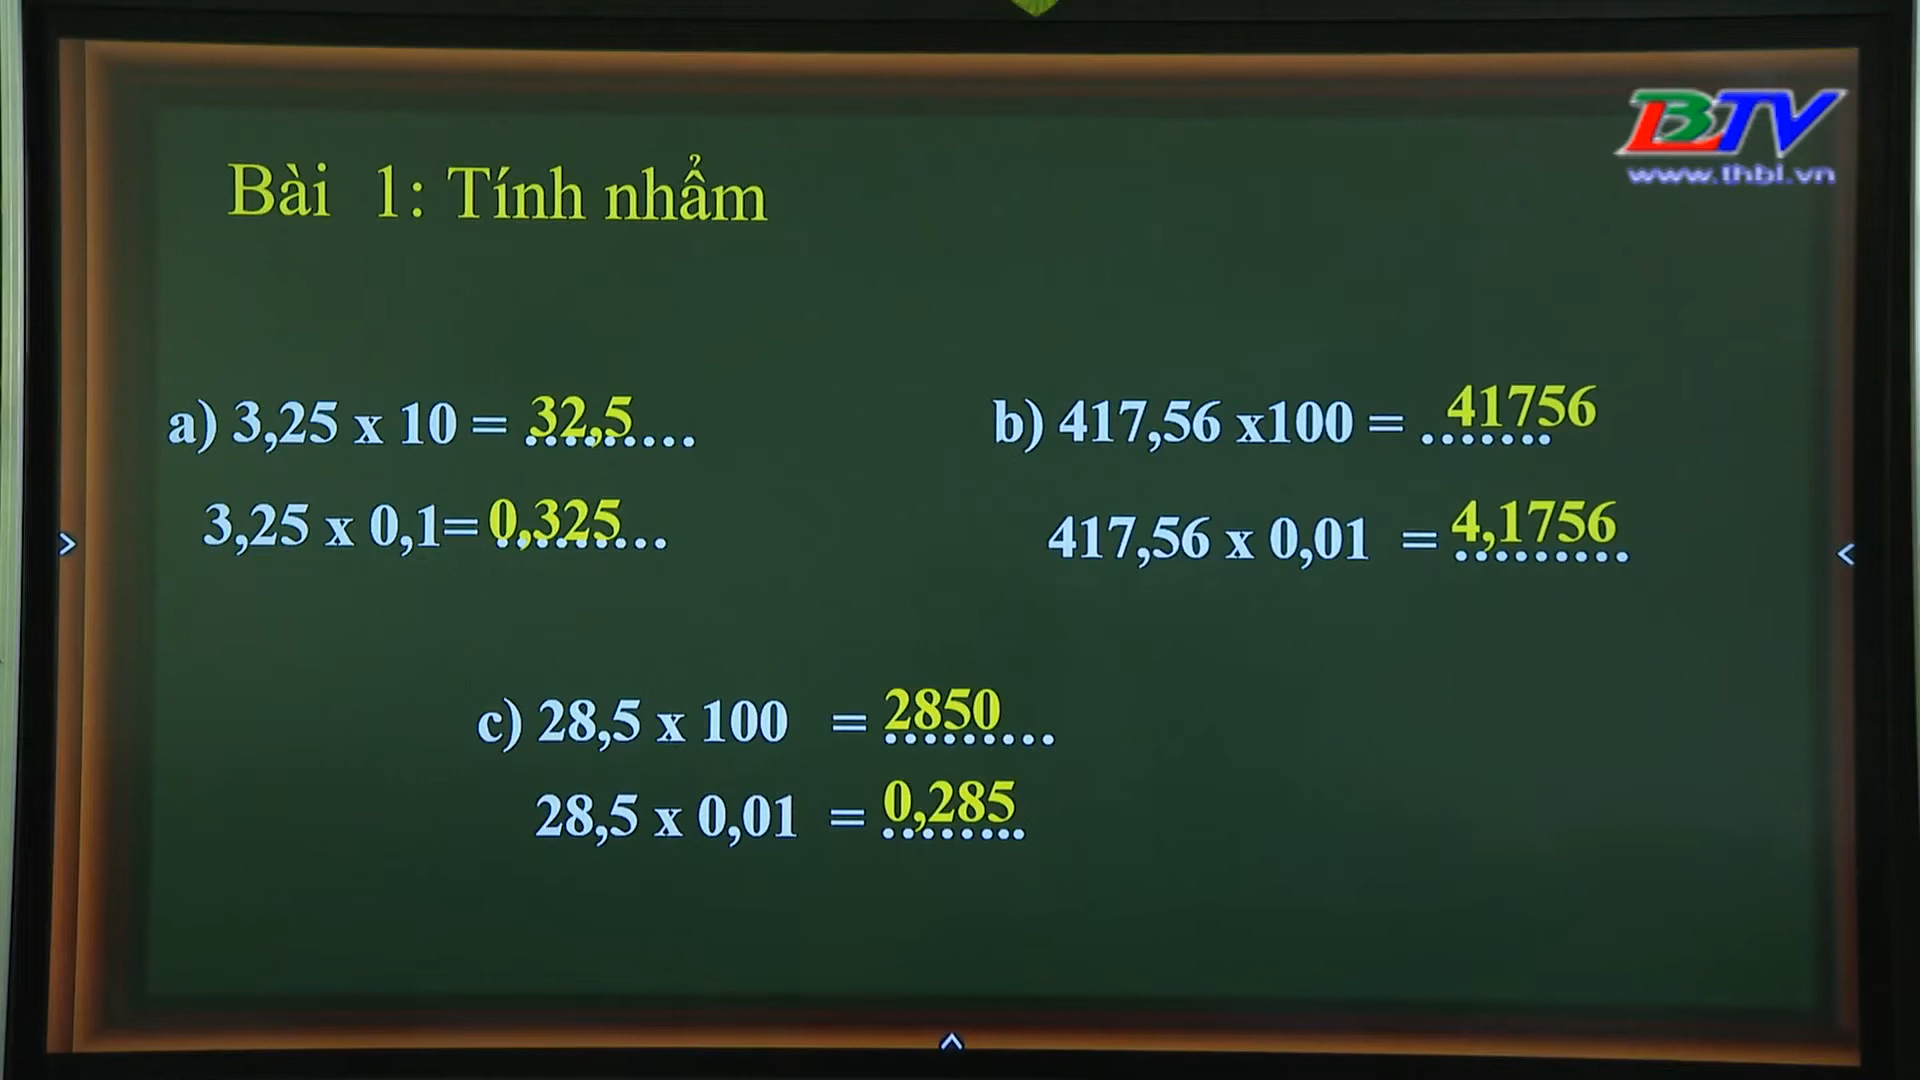 BTV
www.thbl.vn
Bài 1: Tính nhẩm
a) 3,25 x 10 = 32,5.........
b) 417,56 x100 = .......41756
3,25 x 0,1= 0,325.........
417,56 x 0,01 = 4,1756.........
c) 28,5 x 100 = 2850.........
28,5 x 0,01 = 0,285........